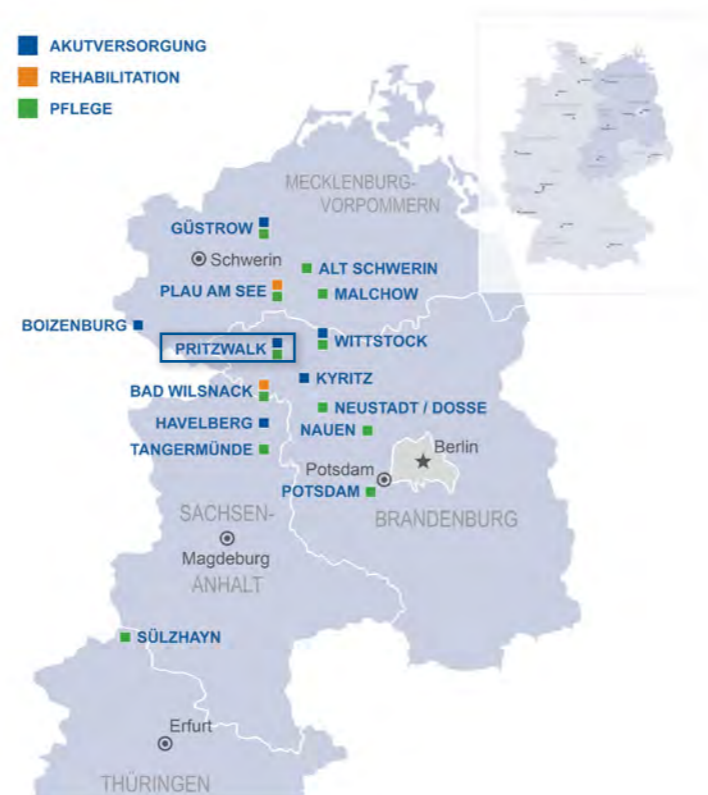 AKUTVERSORGUNG
REHABILITATION
PFLEGE
MECKLENBURG-
VORPOMMERN
GÜSTROW
Schwerin
ALT SCHWERIN
PLAU AM SEE
MALCHOW
BOIZENBURG
PRITZWALK
WITTSTOCK
KYRITZ
BAD WILSNACK
NEUSTADT / DOSSE
HAVELBERG
NAUEN
TANGERMÜNDE
Berlin
Potsdam
POTSDAM
SACHSEN-
BRANDENBURG
Magdeburg
ANHALT
SÜLZHAYN
Erfurt
THÜRINGEN